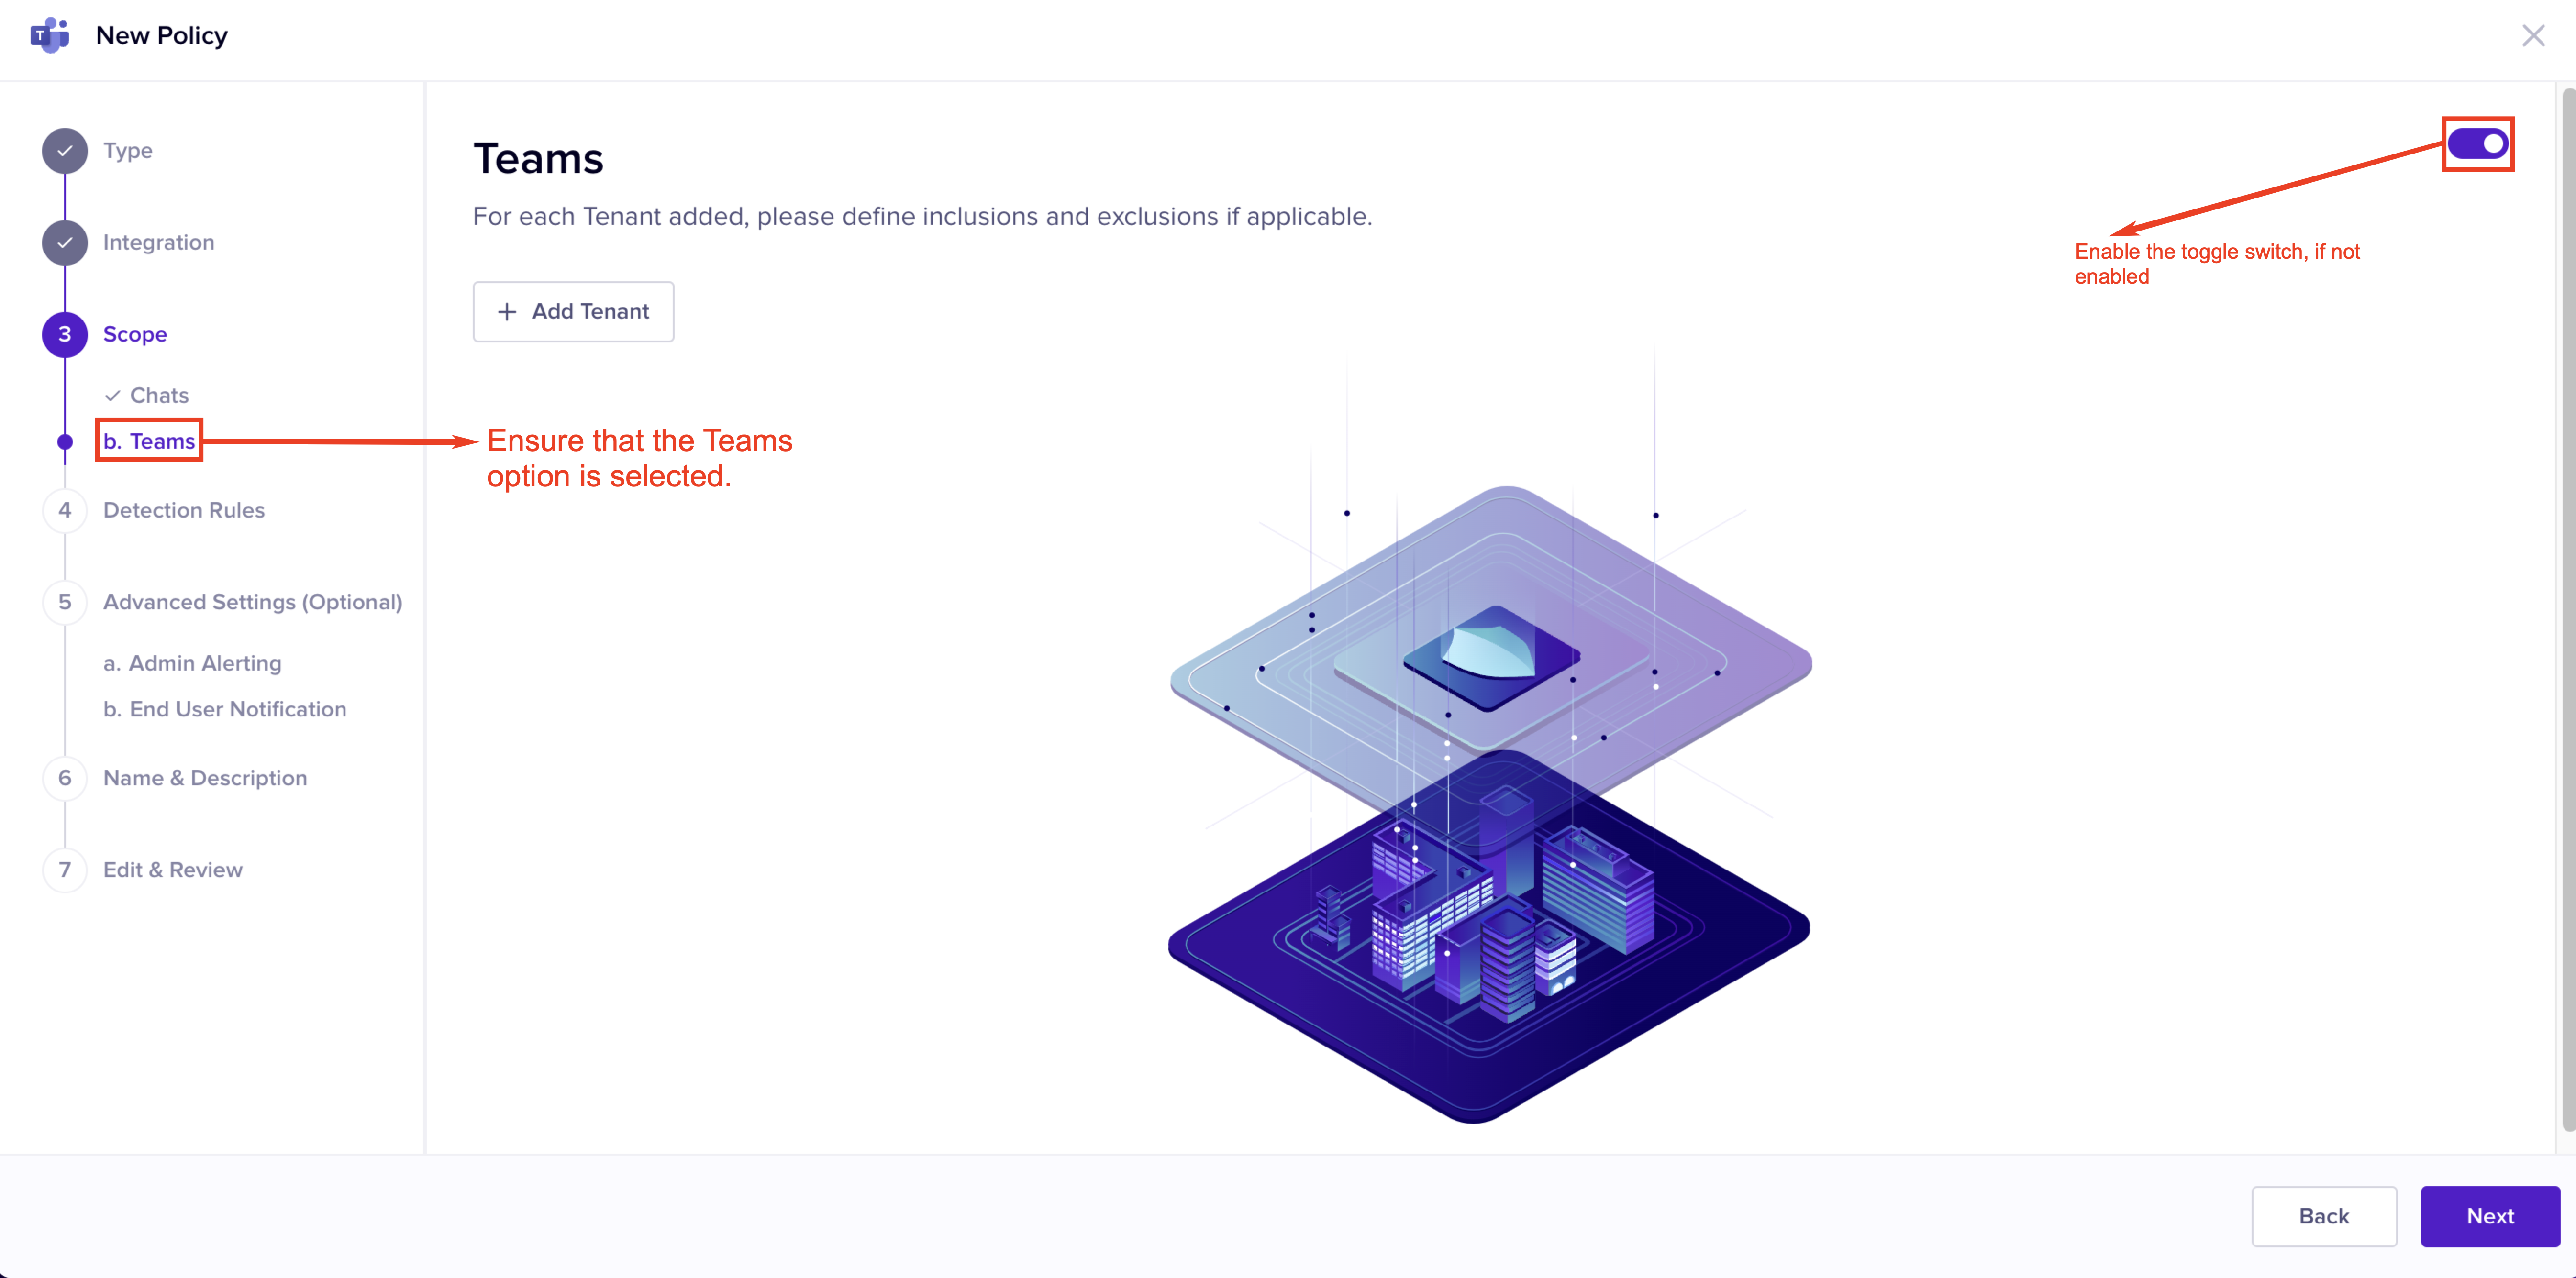 T
New Policy
Type
Integration
3 Scope
Chats
b. Teams
4 Detection Rules
5 Advanced Settings (Optional)
a. Admin Alerting
b. End User Notification
6 Name & Description
7 Edit & Review
Teams
For each Tenant added, please define inclusions and exclusions if applicable.
+ Add Tenant
Enable the toggle switch, if not
enabled
Ensure that the Teams
option is selected.
Back
Next